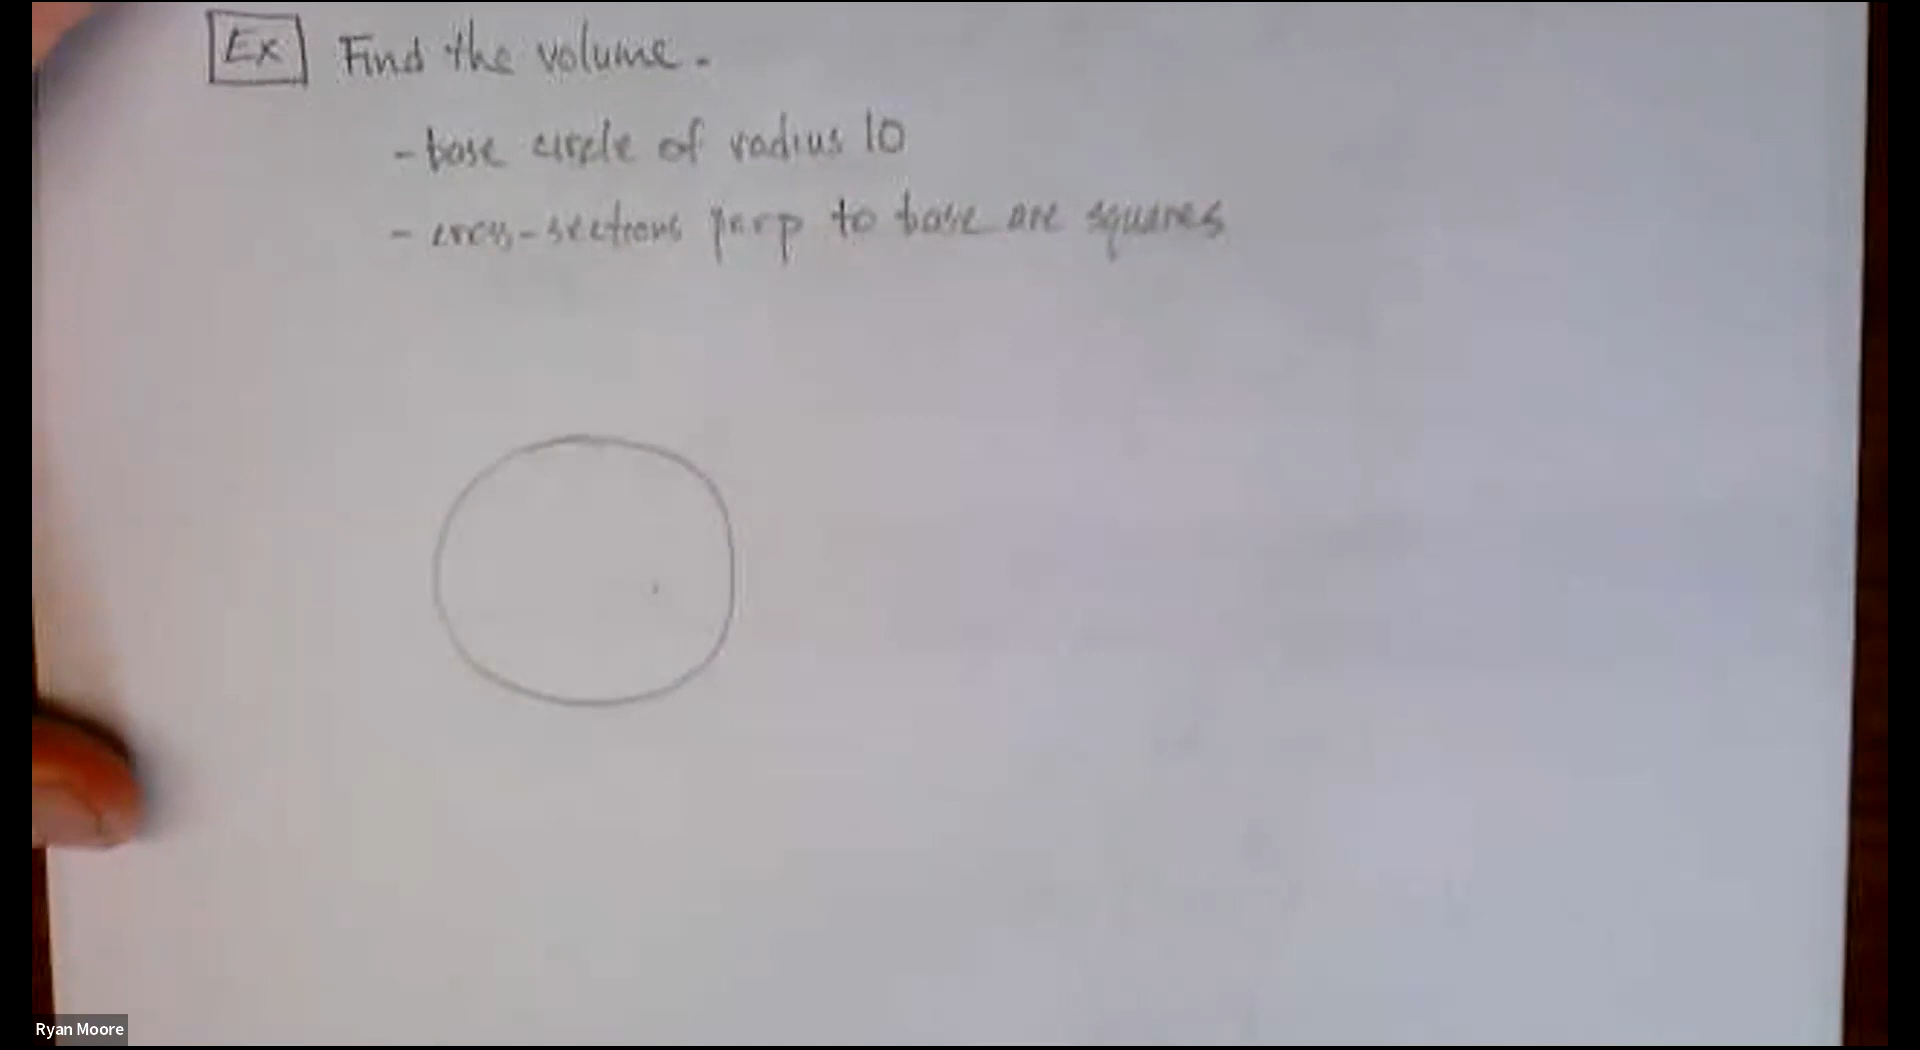 Ex Find the volume.
- base circle of radius 10
- cross-sections perp to base are squares
Ryan Moore